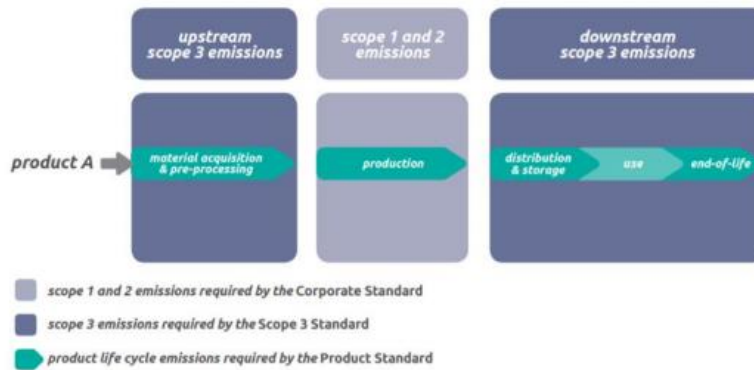 upstream
scope 3 emissions
scope 1 and 2
emissions
downstream
scope 3 emissions
product A
material acquisition
& pre-processing
production
distribution
& storage
use
end-of-life
scope 1 and 2 emissions required by the Corporate Standard
scope 3 emissions required by the Scope 3 Standard
product life cycle emissions required by the Product Standard